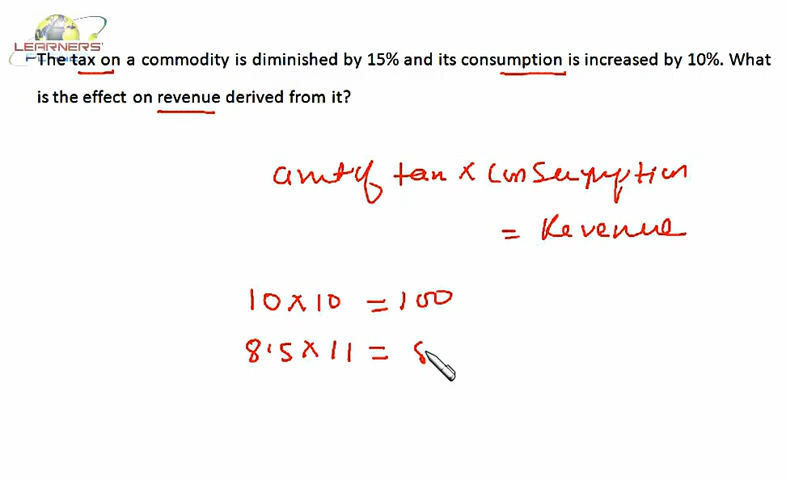 LEARNERS'
The tax on a commodity is diminished by 15% and its consumption is increased by 10%. What
is the effect on revenue derived from it?
amt of tax × Consumption
= Revenue
10 × 10 = 100
8.5 × 11 = 8